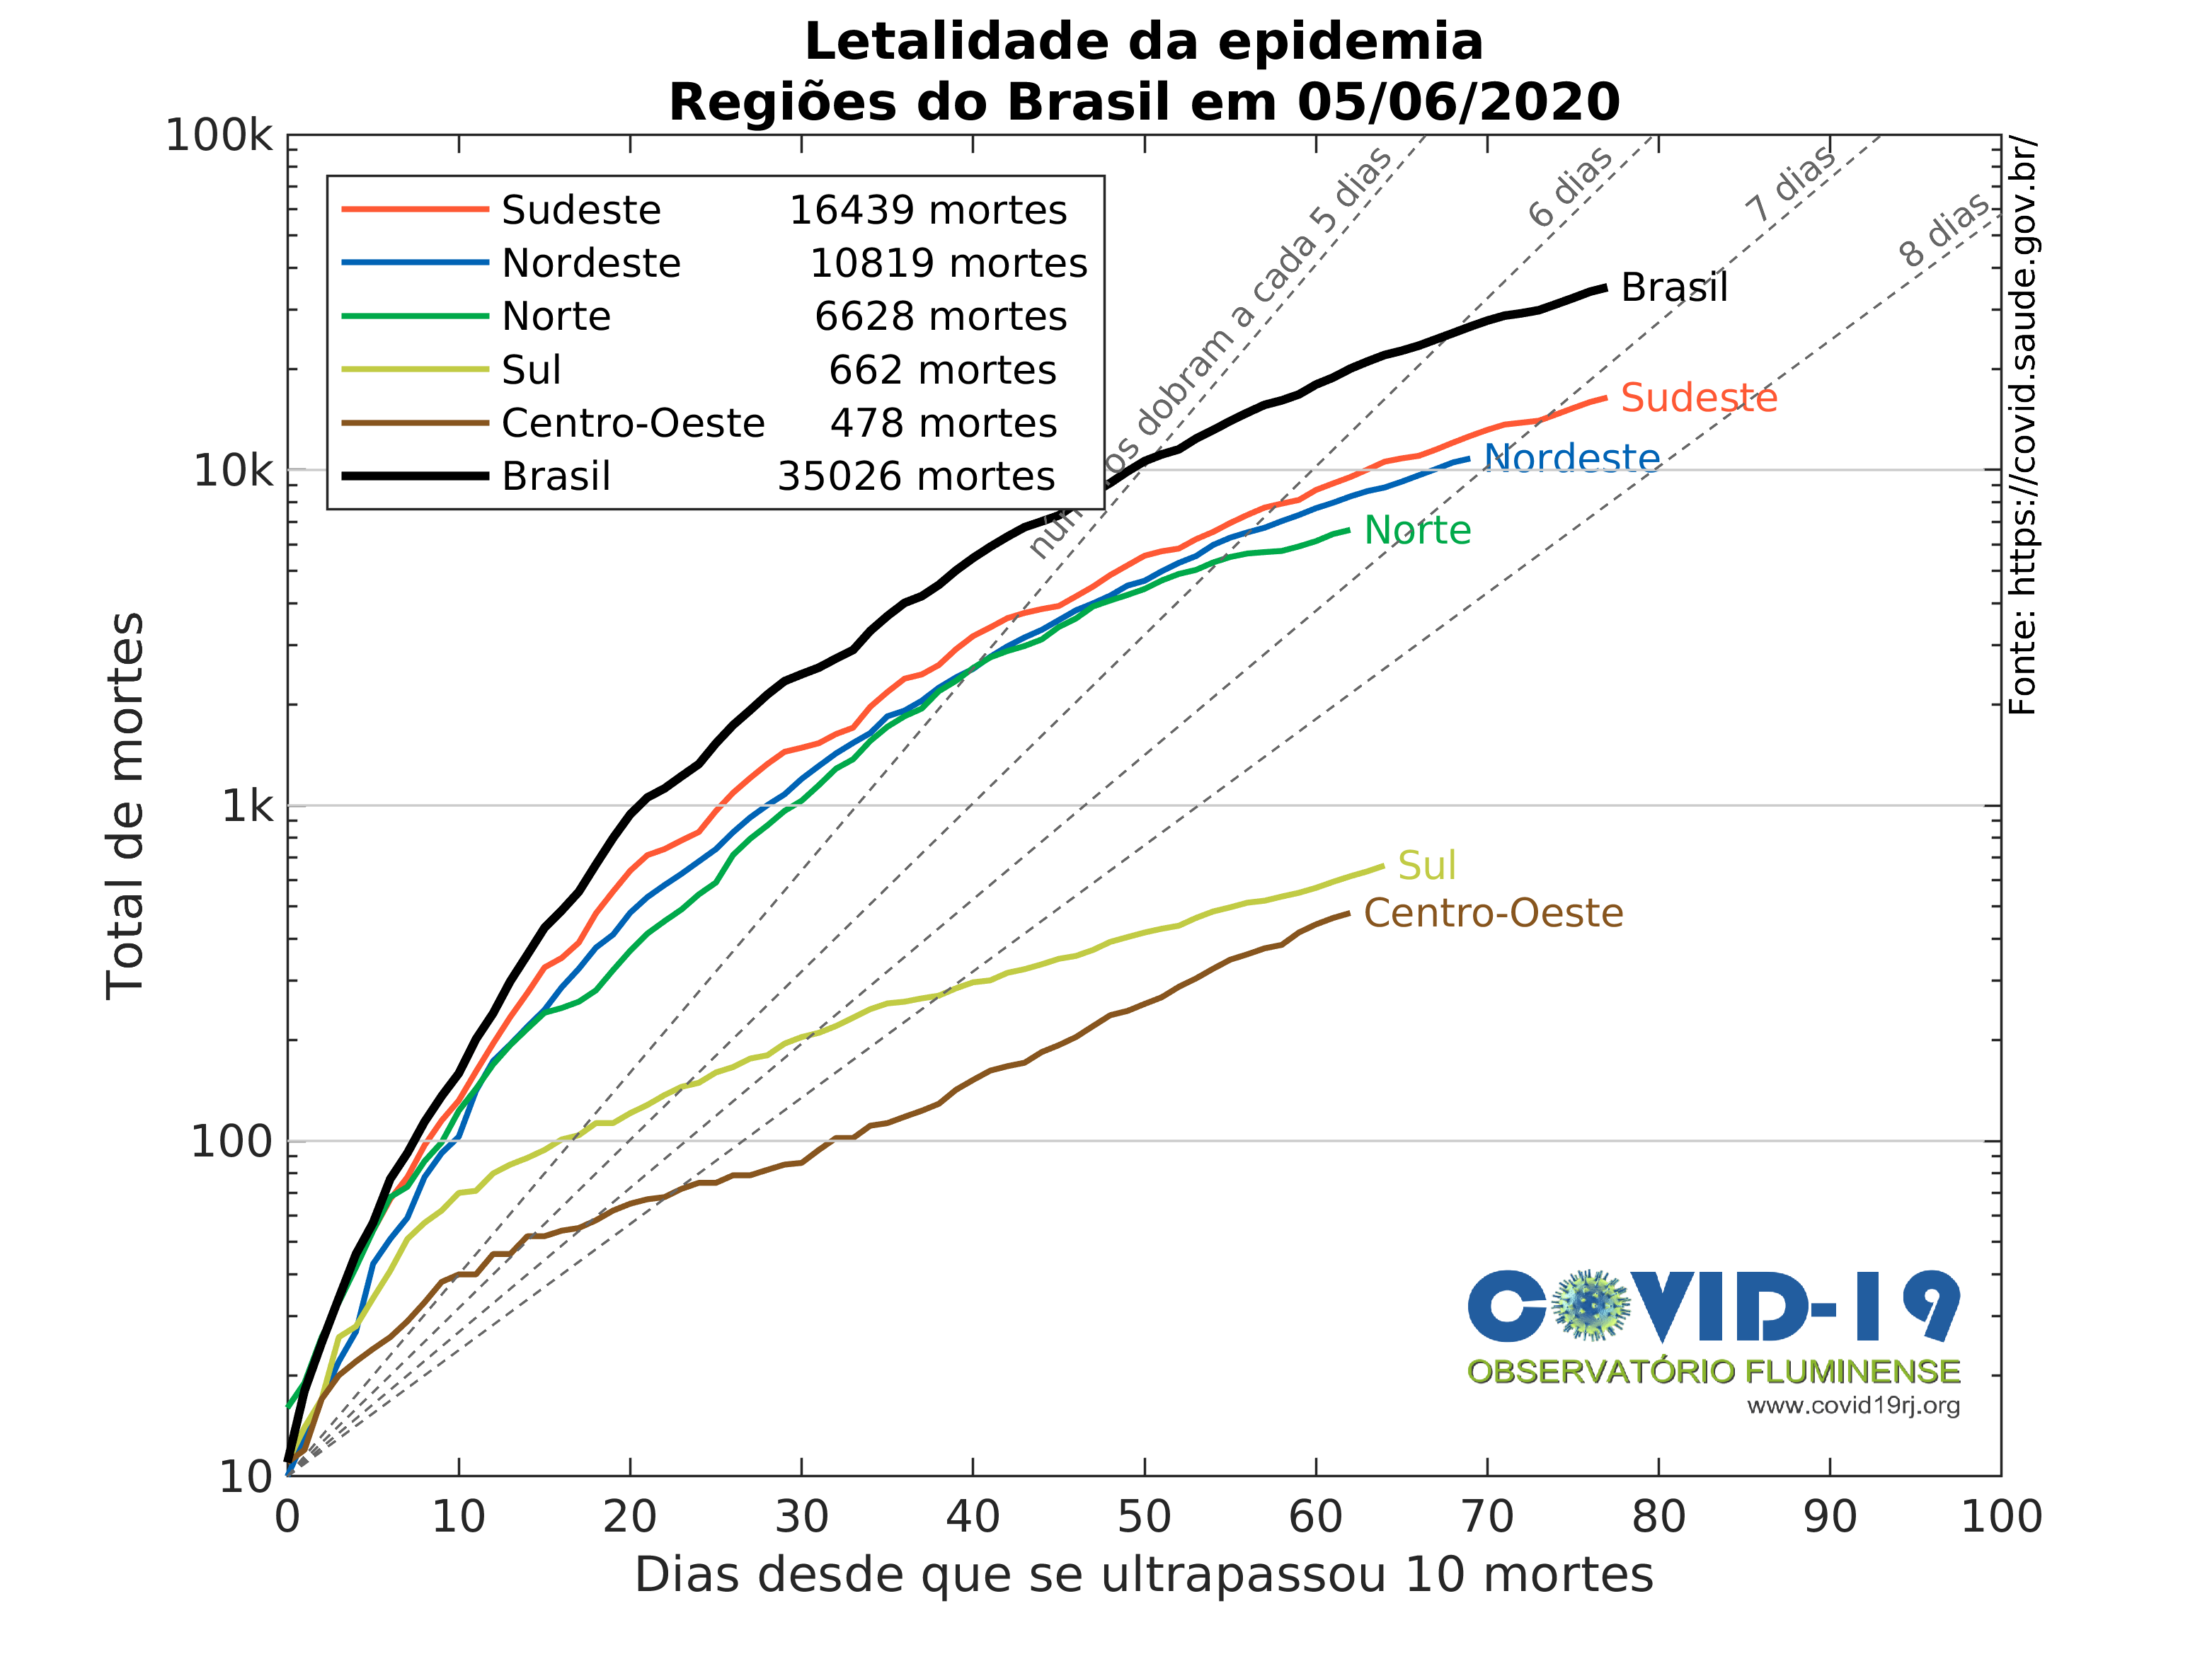 Letalidade da epidemia
Regiões do Brasil em 05/06/2020
100k
10k
1k
100
10
Total de mortes
Sudeste 16439 mortes
Nordeste 10819 mortes
Norte 6628 mortes
Sul 662 mortes
Centro-Oeste 478 mortes
Brasil 35026 mortes
os dobram a cada 5 dias
6 dias
7 dias
8 dias
Brasil
Sudeste
Nordeste
Norte
Sul
Centro-Oeste
Fonte: https://covid.saude.gov.br/
COVID-19
OBSERVATÓRIO FLUMINENSE
www.covid19rj.org
0 10 20 30 40 50 60 70 80 90 100
Dias desde que se ultrapassou 10 mortes